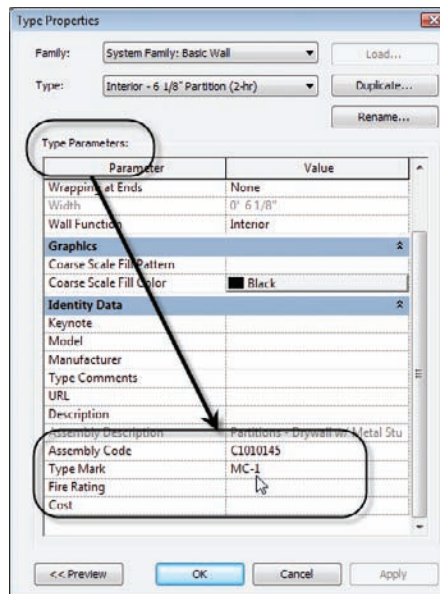 Type Properties
Family: System Family: Basic Wall Load...
Type: Interior - 6 1/8" Partition (2-hr) Duplicate...
Rename...
Type Parameters:
Parameter Value
Wrapping at Ends None
Width 0' 6 1/8"
Wall Function Interior
Graphics
Coarse Scale Fill Pattern
Coarse Scale Fill Color Black
Identity Data
Keynote
Model
Manufacturer
Type Comments
URL
Description
Assembly Description Partitions - Drywall w/ Metal Stu
Assembly Code C1010145
Type Mark MC-1
Fire Rating
Cost
<< Preview OK Cancel Apply